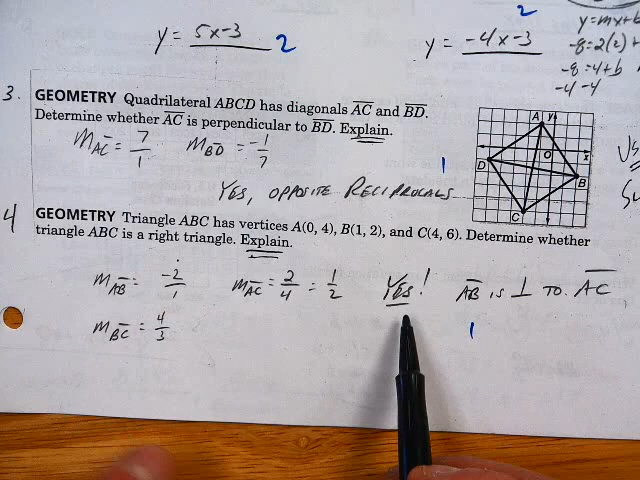 2
y = 5x-3 2
y = -4x-3
y=mx+b
-8=2(2)+
-8=4+b
-4-4
3. GEOMETRY Quadrilateral ABCD has diagonals AC and BD.
Determine whether AC is perpendicular to BD. Explain.
m AC = 7/1 m BD = -1/7
1
YES, OPPOSITE RECIPROCALS
A y
O x
D
B
C
4 GEOMETRY Triangle ABC has vertices A(0, 4), B(1, 2), and C(4, 6). Determine whether
triangle ABC is a right triangle. Explain.
m AB = -2/1 m AC = 2/4 = 1/2 YES! AB IS ⊥ TO AC
m BC = 4/3
1